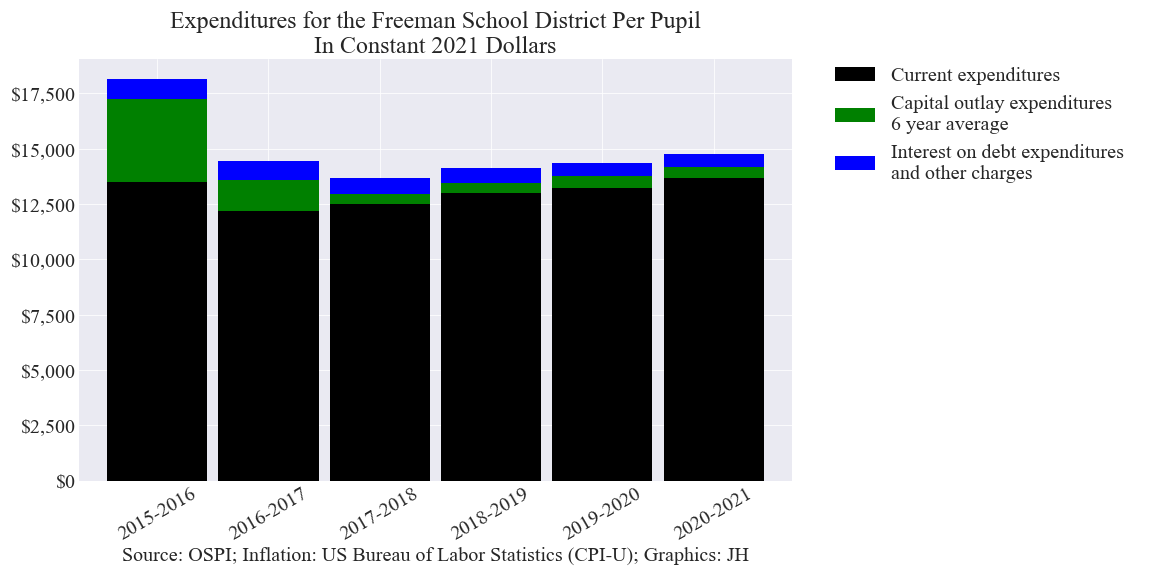 Expenditures for the Freeman School District Per Pupil
In Constant 2021 Dollars
$17,500
$15,000
$12,500
$10,000
$7,500
$5,000
$2,500
$0
2015-2016
2016-2017
2017-2018
2018-2019
2019-2020
2020-2021
Source: OSPI; Inflation: US Bureau of Labor Statistics (CPI-U); Graphics: JH
Current expenditures
Capital outlay expenditures
6 year average
Interest on debt expenditures
and other charges